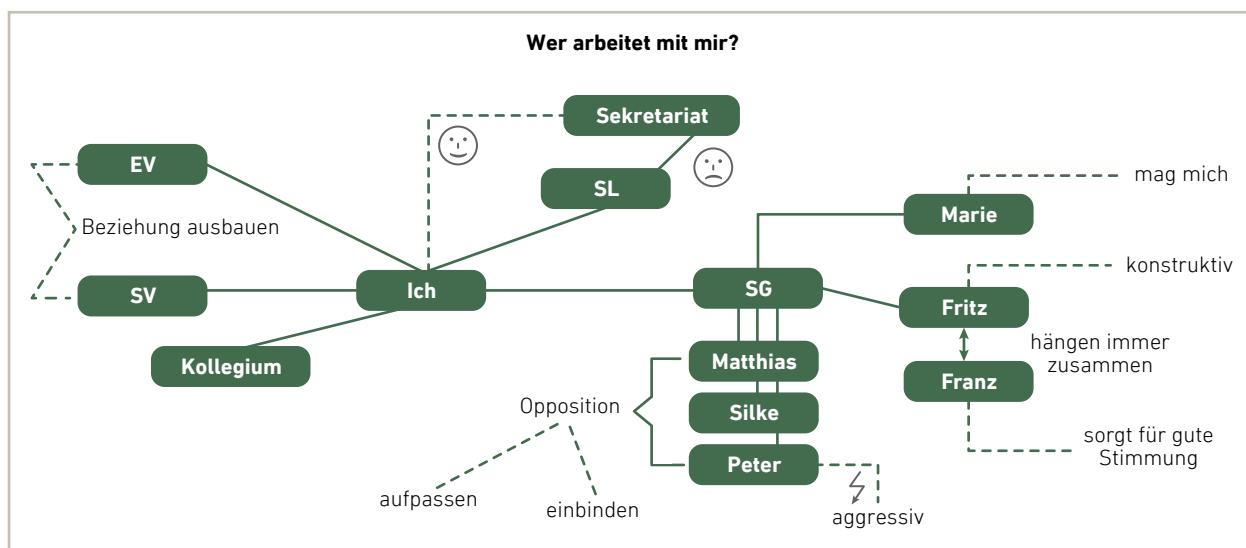 Wer arbeitet mit mir?
Sekretariat
EV
SL
mag mich
Marie
Beziehung ausbauen
konstruktiv
SV
Ich
SG
Fritz
Kollegium
Matthias
hängen immer
zusammen
Franz
Opposition
Silke
sorgt für gute
Stimmung
Peter
aufpassen
einbinden
aggressiv